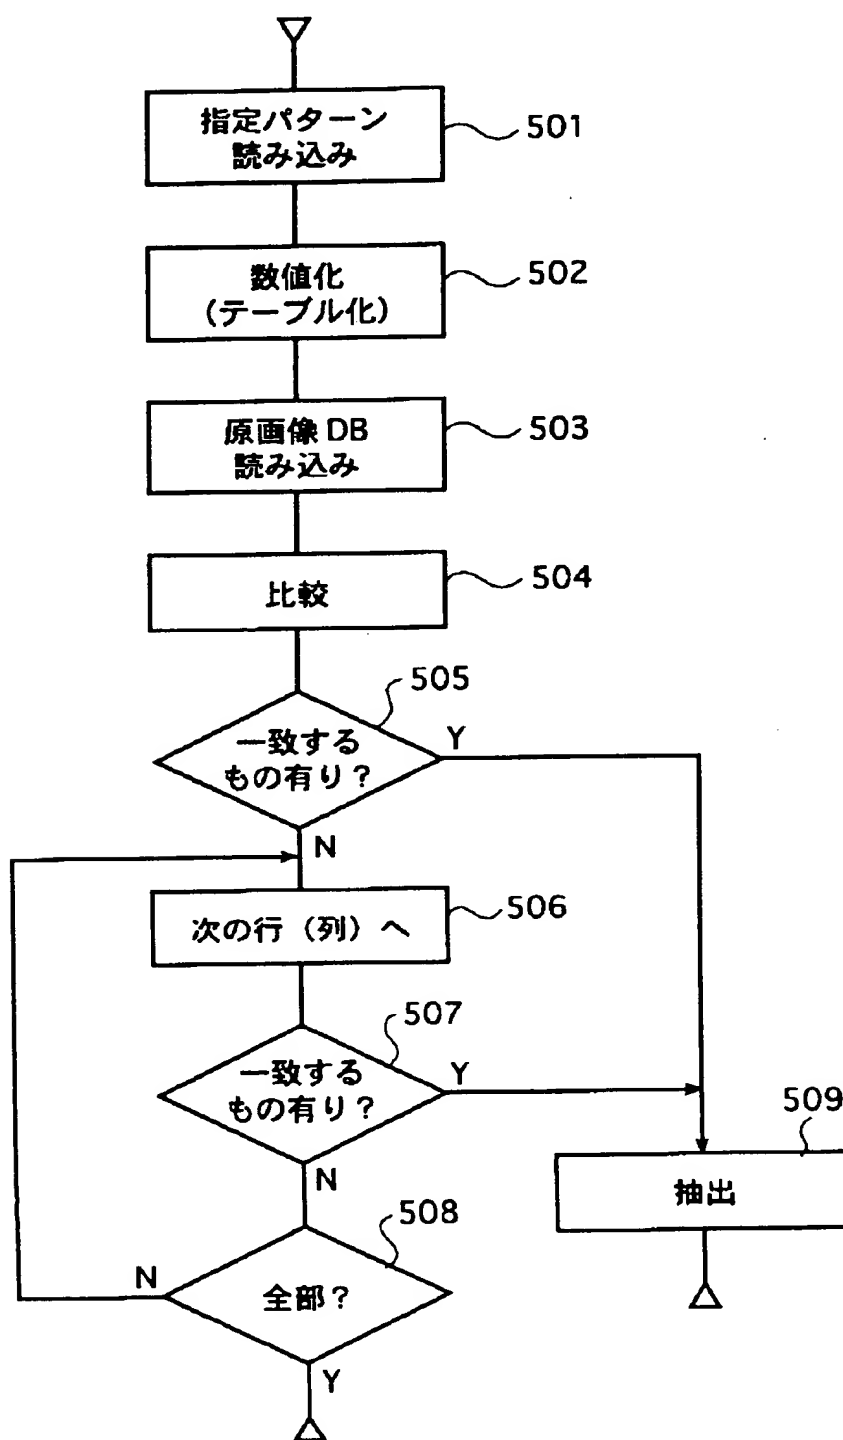 指定パターン
読み込み
501
数値化
(テーブル化)
502
原画像DB
読み込み
503
比較
504
505
一致する
もの有り?
Y
N
次の行(列)へ
506
507
一致する
もの有り?
Y
N
509
抽出
508
全部?
N
Y